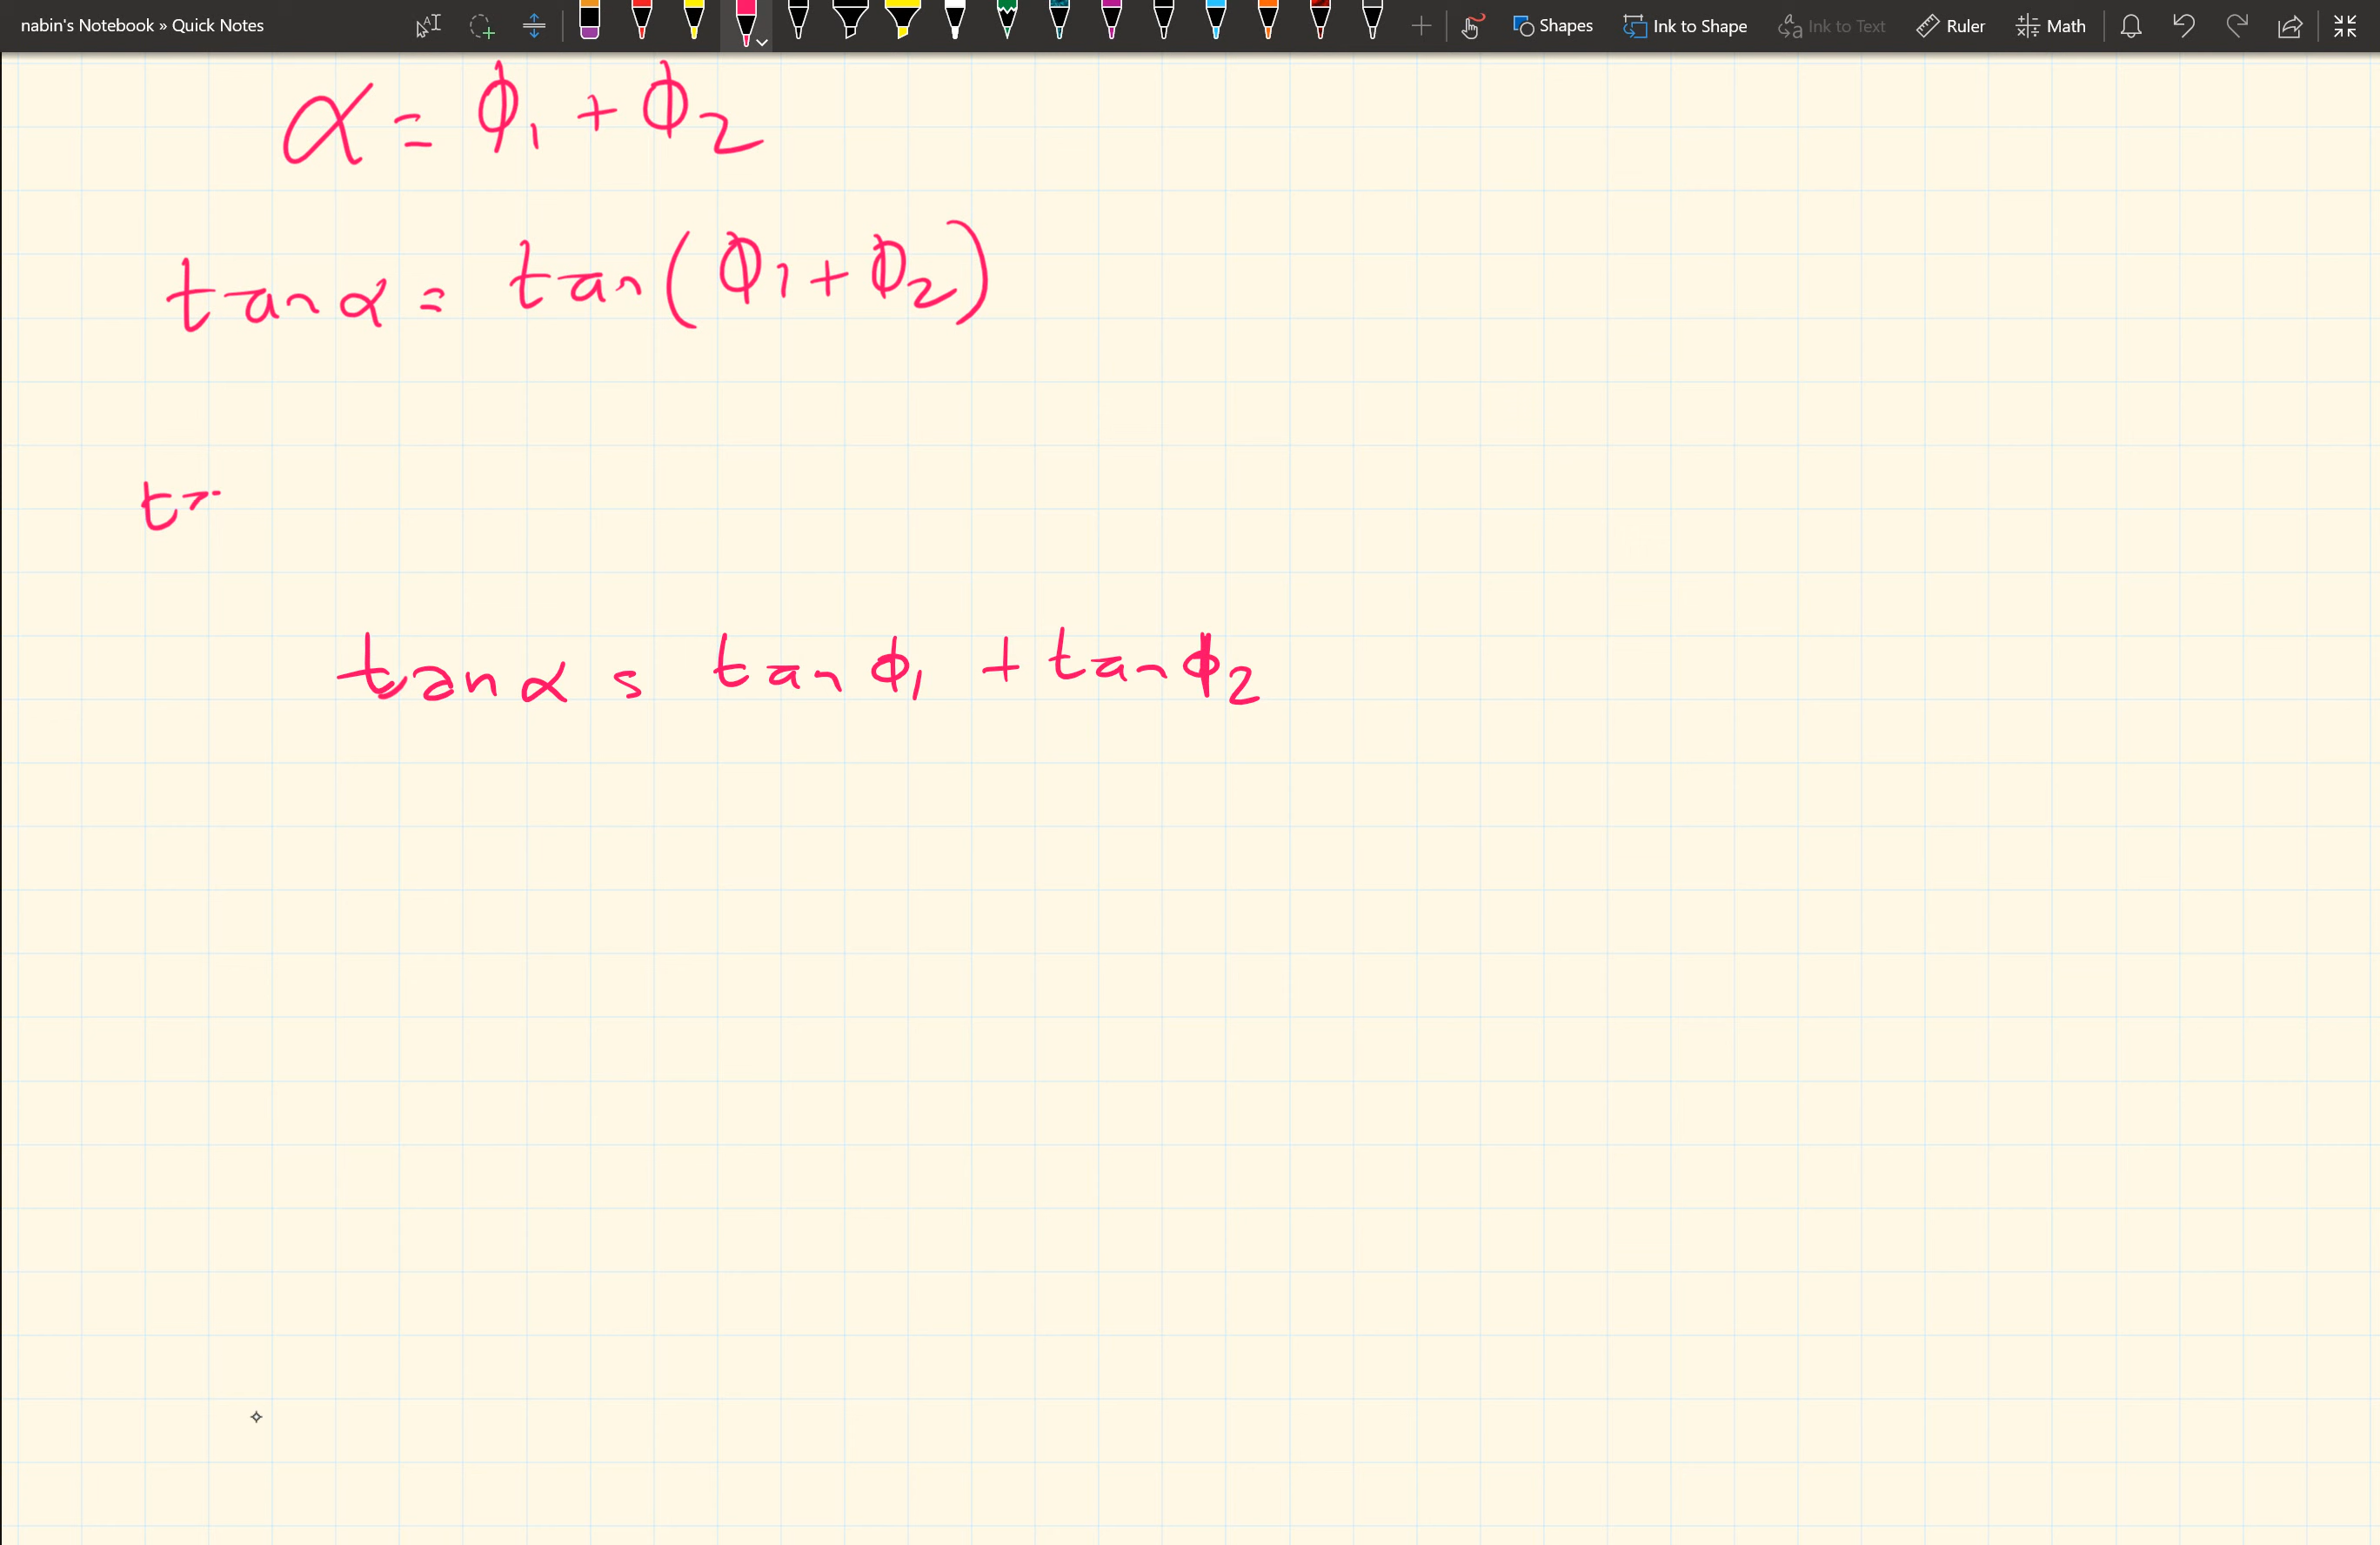 nabin's Notebook » Quick Notes Shapes Ink to Shape Ink to Text Ruler Math
α = ϕ₁ + ϕ₂
tan α = tan(ϕ₁ + ϕ₂)
tan α = tan ϕ₁ + tan ϕ₂